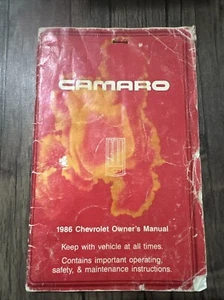 CAMARO
1986 Chevrolet Owner's Manual
Keep with vehicle at all times.
Contains important operating,
safety, & maintenance instructions.